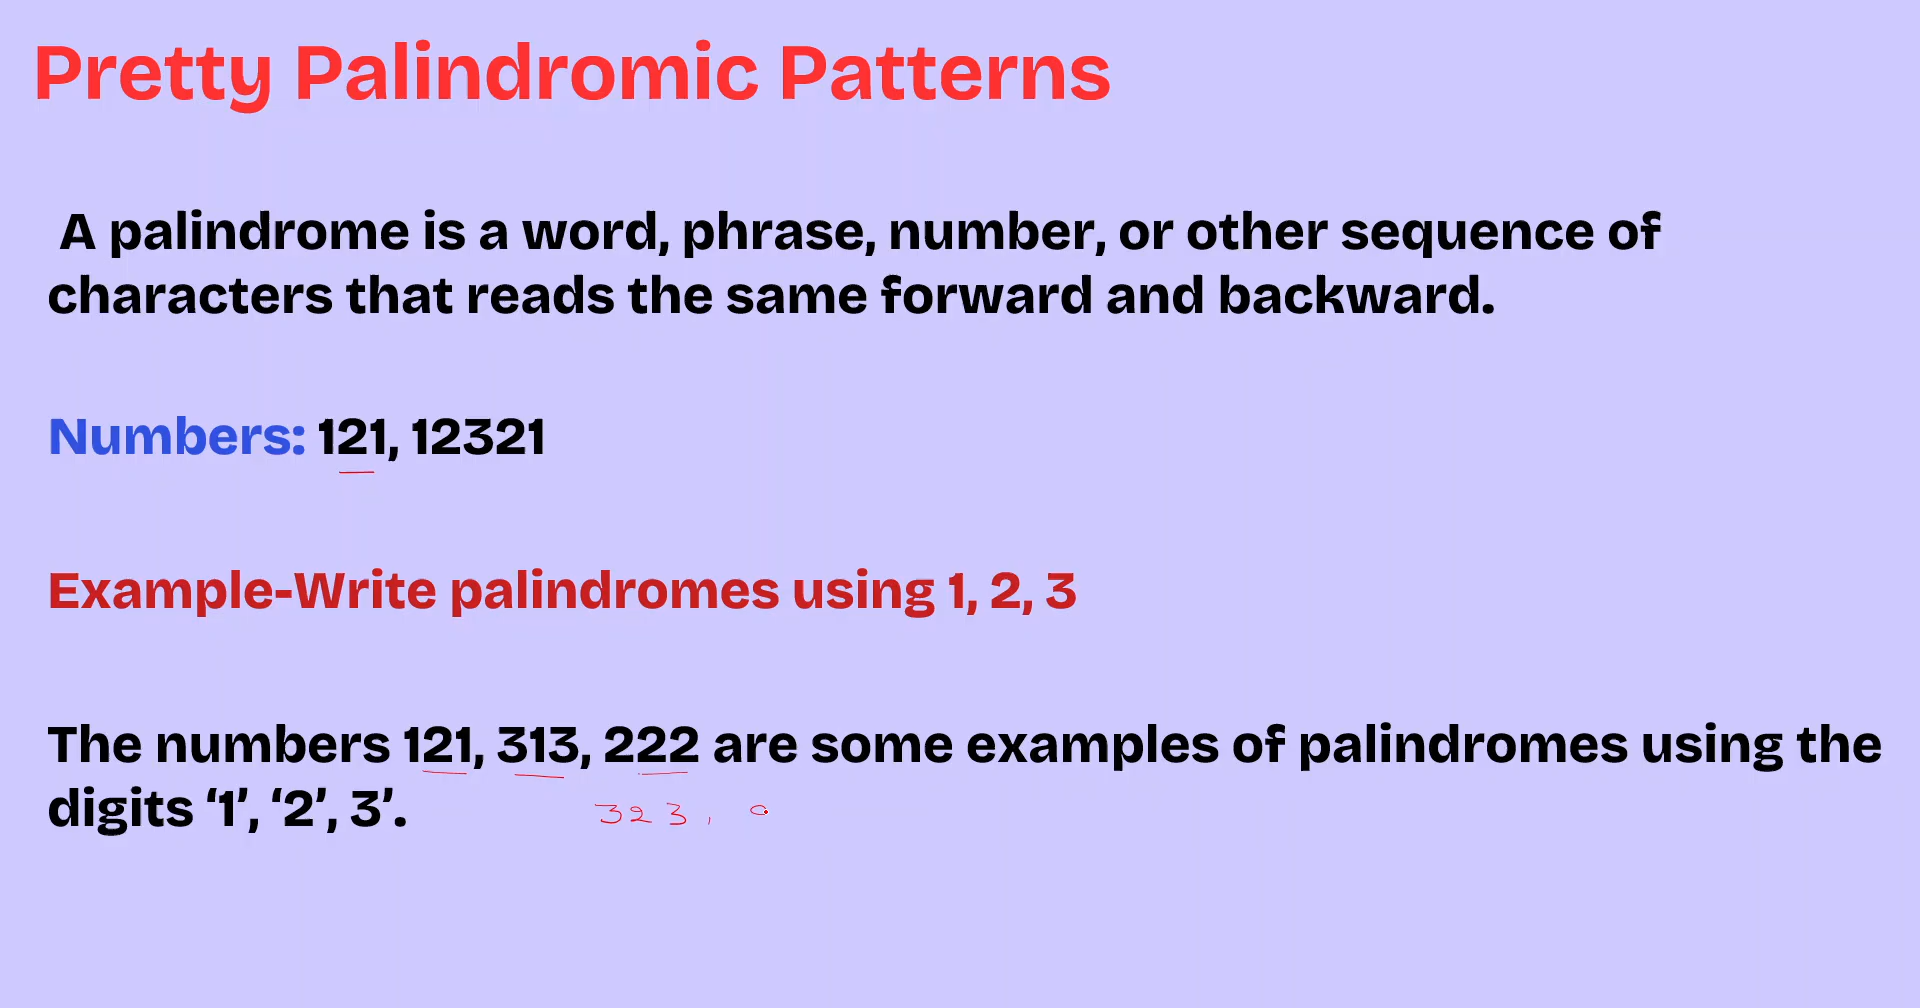 Pretty Palindromic Patterns
A palindrome is a word, phrase, number, or other sequence of
characters that reads the same forward and backward.
Numbers: 121, 12321
Example-Write palindromes using 1, 2, 3
The numbers 121, 313, 222 are some examples of palindromes using the
digits ‘1’, ‘2’, 3’.
323,